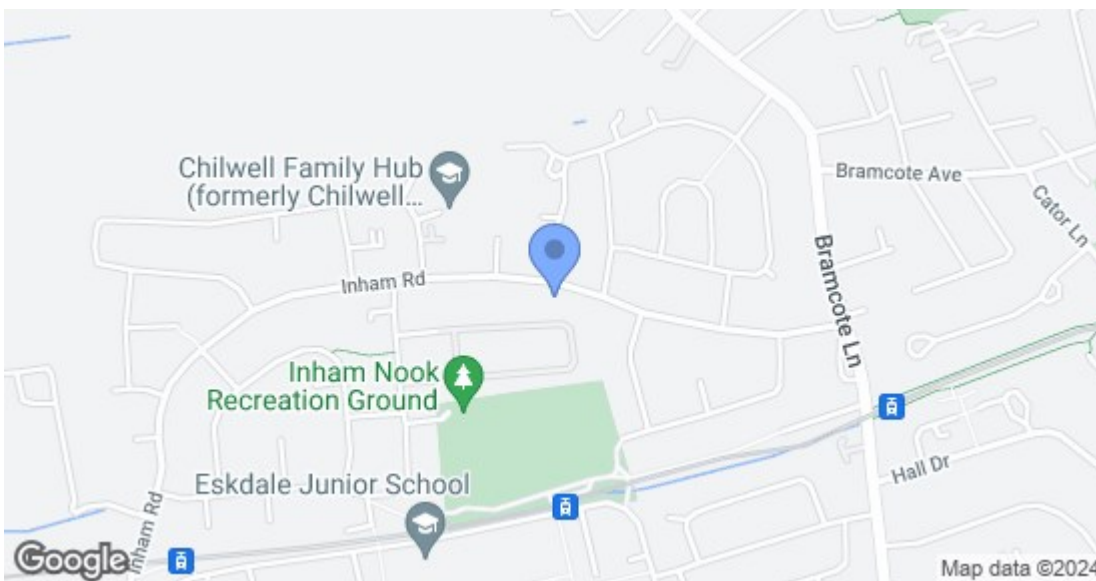 Chilwell Family Hub
(formerly Chilwell...
Bramcote Ave
Cator Ln
Inham Rd
Bramcote Ln
Inham Nook
Recreation Ground
Hall Dr
Eskdale Junior School
Inham Rd
Google
Map data ©2024